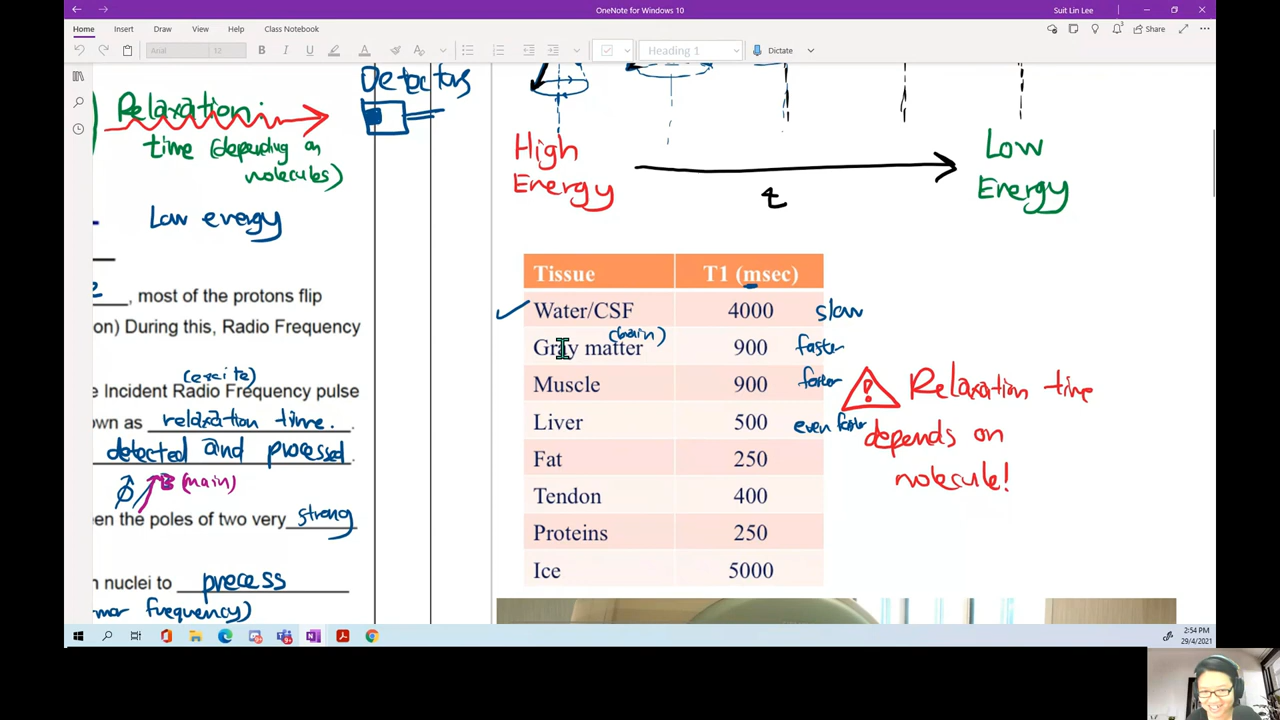 OneNote for Windows 10
Suit Lin Lee
Home Insert Draw View Help Class Notebook
Share
Arial 12 B I U A Heading 1 Dictate
Detectors
Relaxation.
time (depending on
molecules)
Low energy
, most of the protons flip
on) During this, Radio Frequency
(excite)
e Incident Radio Frequency pulse
own as relaxation time.
detected and processed.
B (main)
een the poles of two very strong
n nuclei to precess
mor frequency)
High
Energy
t
Low
Energy
Tissue T1 (msec)
Water/CSF 4000 slow
(brain)
Gray matter 900 faster
Muscle 900 faster
Liver 500 even faster
Fat 250
Tendon 400
Proteins 250
Ice 5000
Relaxation time
depends on
molecule!
2:54 PM
29/4/2021